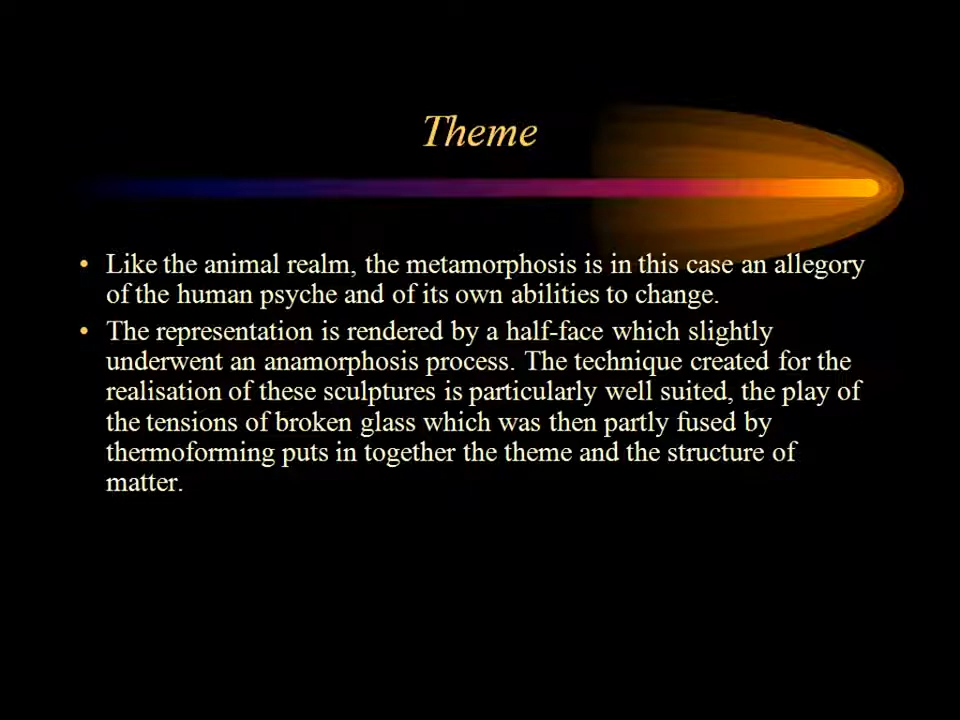 Theme
• Like the animal realm, the metamorphosis is in this case an allegory
of the human psyche and of its own abilities to change.
• The representation is rendered by a half-face which slightly
underwent an anamorphosis process. The technique created for the
realisation of these sculptures is particularly well suited, the play of
the tensions of broken glass which was then partly fused by
thermoforming puts in together the theme and the structure of
matter.